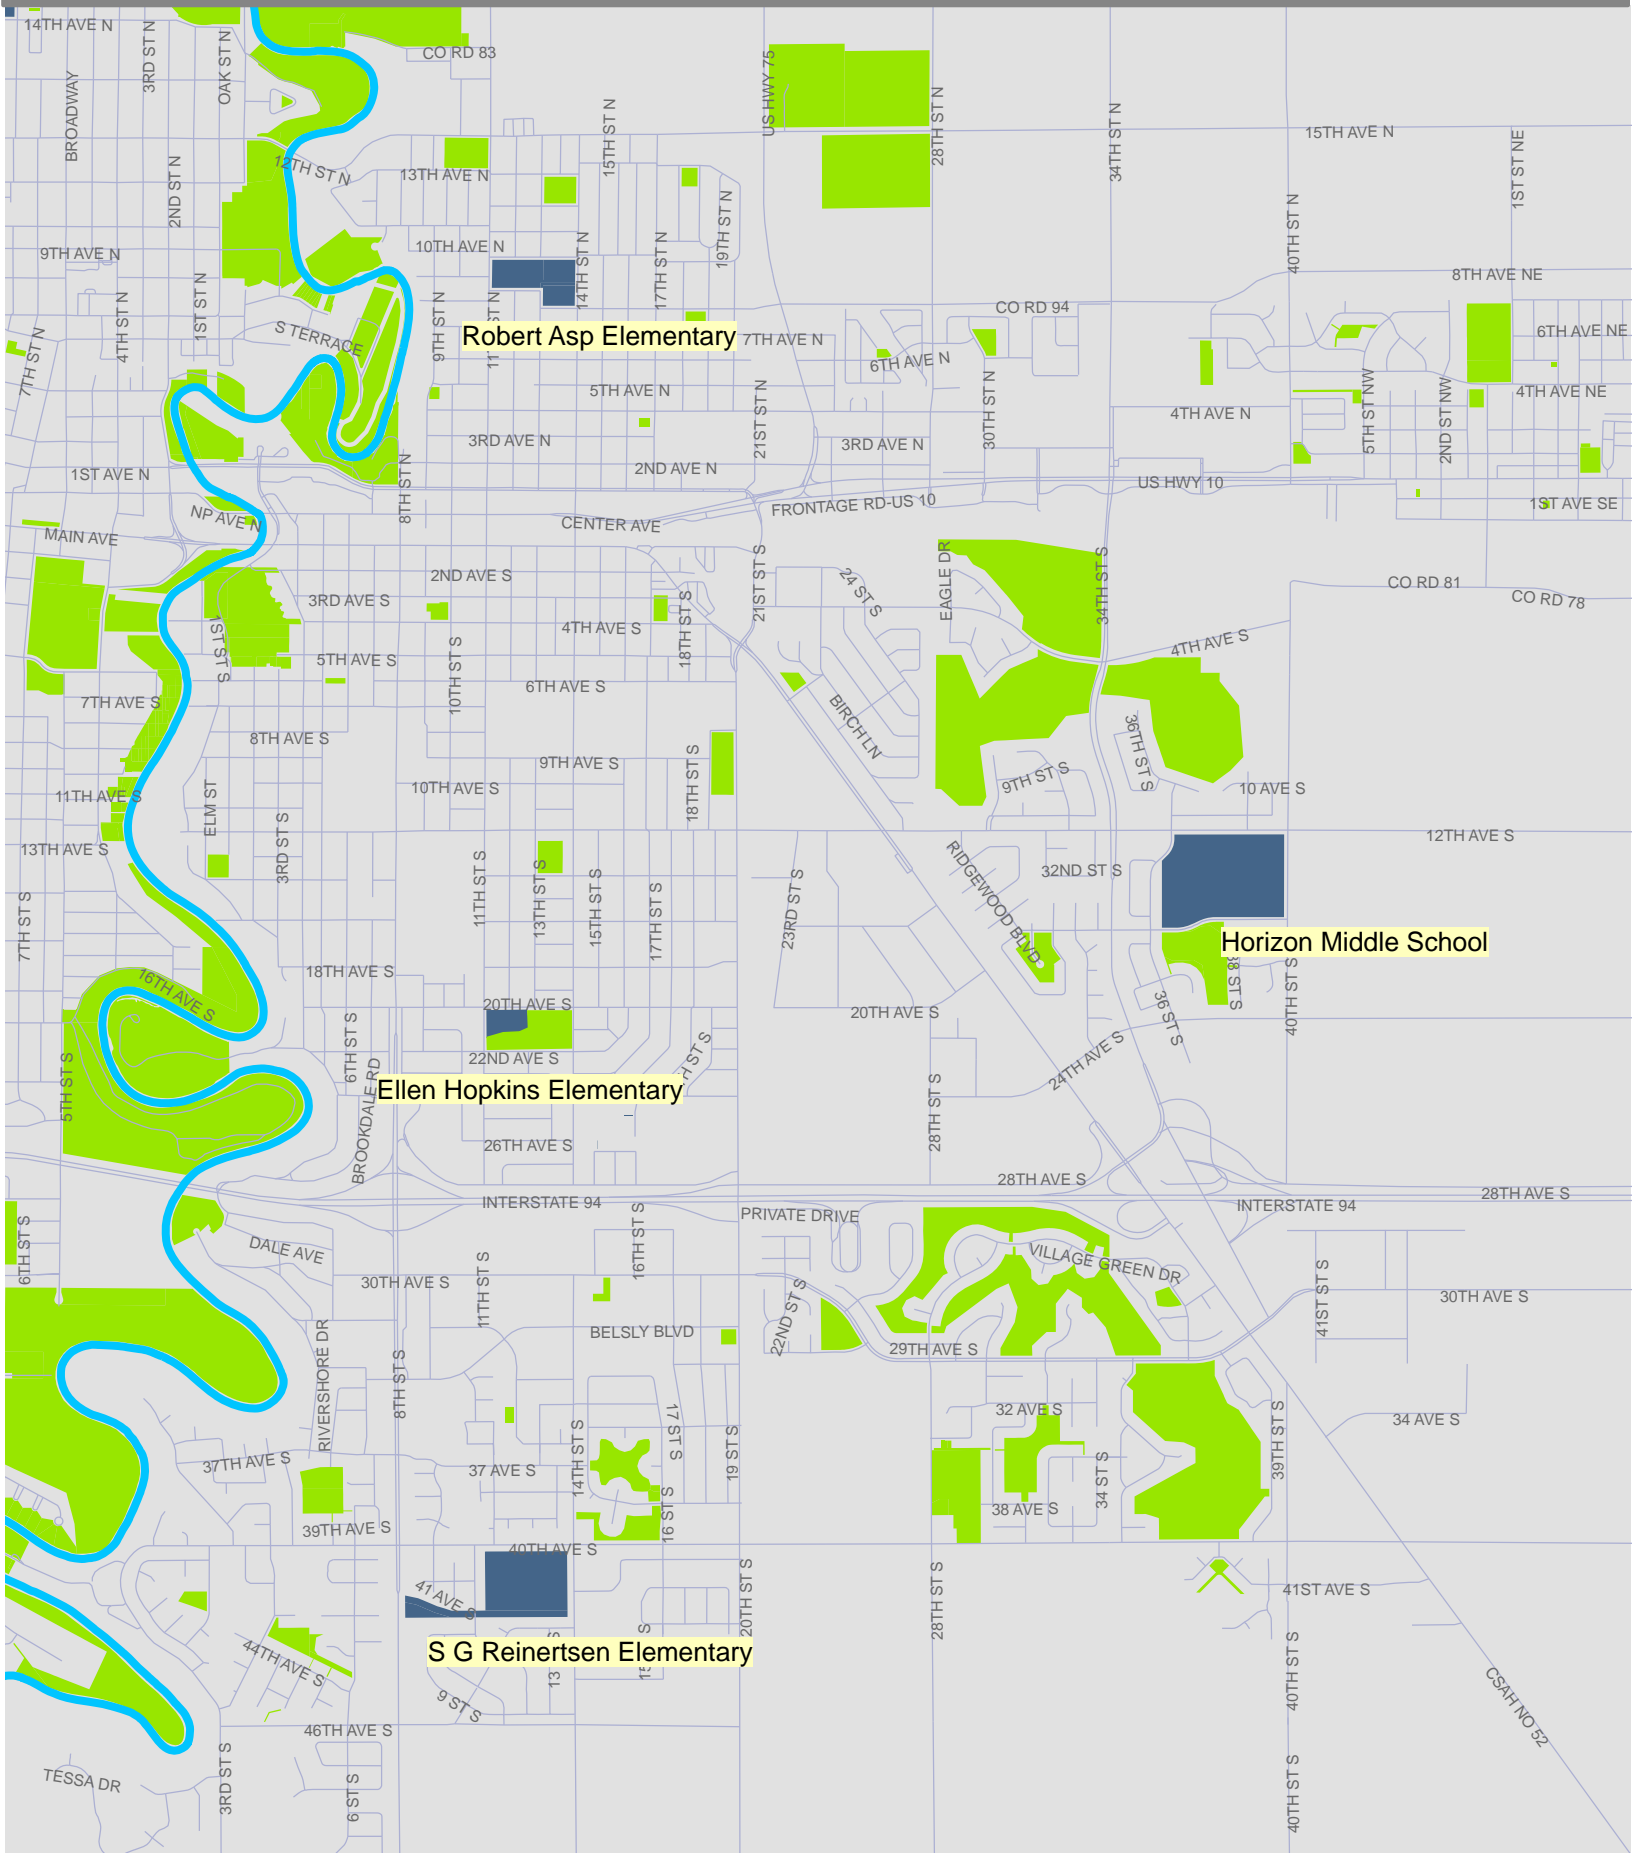 14TH AVE N
3RD ST N
OAK ST N
CO RD 83
BROADWAY
US HWY 75
28TH ST N
34TH ST N
15TH AVE N
1ST ST NE
15TH ST N
12TH ST N
13TH AVE N
2ND ST N
19TH ST N
40TH ST N
9TH AVE N
10TH AVE N
14TH ST N
17TH ST N
8TH AVE NE
1ST ST N
4TH ST N
9TH ST N
CO RD 94
S TERRACE
Robert Asp Elementary
7TH AVE N
6TH AVE NE
7TH ST N
6TH AVE N
5TH AVE N
4TH AVE NE
21ST ST N
30TH ST N
4TH AVE N
5TH ST NW
2ND ST NW
3RD AVE N
3RD AVE N
1ST AVE N
2ND AVE N
8TH ST N
US HWY 10
FRONTAGE RD-US 10
1ST AVE SE
NP AVE N
CENTER AVE
MAIN AVE
2ND AVE S
21ST ST S
24 ST S
EAGLE DR
34TH ST S
CO RD 81
CO RD 78
3RD AVE S
1ST ST S
4TH AVE S
18TH ST S
4TH AVE S
5TH AVE S
10TH ST S
6TH AVE S
7TH AVE S
BIRCH LN
8TH AVE S
36TH ST S
9TH AVE S
18TH ST S
9TH ST S
11TH AVE S
ELM ST
10TH AVE S
10 AVE S
12TH AVE S
13TH AVE S
3RD ST S
RIDGEWOOD BLVD
32ND ST S
7TH ST S
11TH ST S
13TH ST S
15TH ST S
17TH ST S
23RD ST S
Horizon Middle School
38 ST S
40TH ST S
16TH AVE S
18TH AVE S
20TH AVE S
20TH AVE S
36 ST S
6TH ST S
22ND AVE S
24TH AVE S
5TH ST S
BROOKDALE RD
Ellen Hopkins Elementary
H ST S
28TH ST S
26TH AVE S
28TH AVE S
28TH AVE S
INTERSTATE 94
INTERSTATE 94
PRIVATE DRIVE
6TH ST S
DALE AVE
16TH ST S
VILLAGE GREEN DR
30TH AVE S
11TH ST S
22ND ST S
41ST ST S
30TH AVE S
BELSLY BLVD
29TH AVE S
RIVERSHORE DR
8TH ST S
32 AVE S
34 AVE S
17 ST S
14TH ST S
19 ST S
39TH ST S
37TH AVE S
37 AVE S
34 ST S
38 AVE S
16 ST S
39TH AVE S
40TH AVE S
41 AVE S
20TH ST S
28TH ST S
41ST AVE S
S G Reinertsen Elementary
44TH AVE S
40TH ST S
CSAH NO 52
9 ST S
46TH AVE S
TESSA DR
3RD ST S
6 ST S
40TH ST S